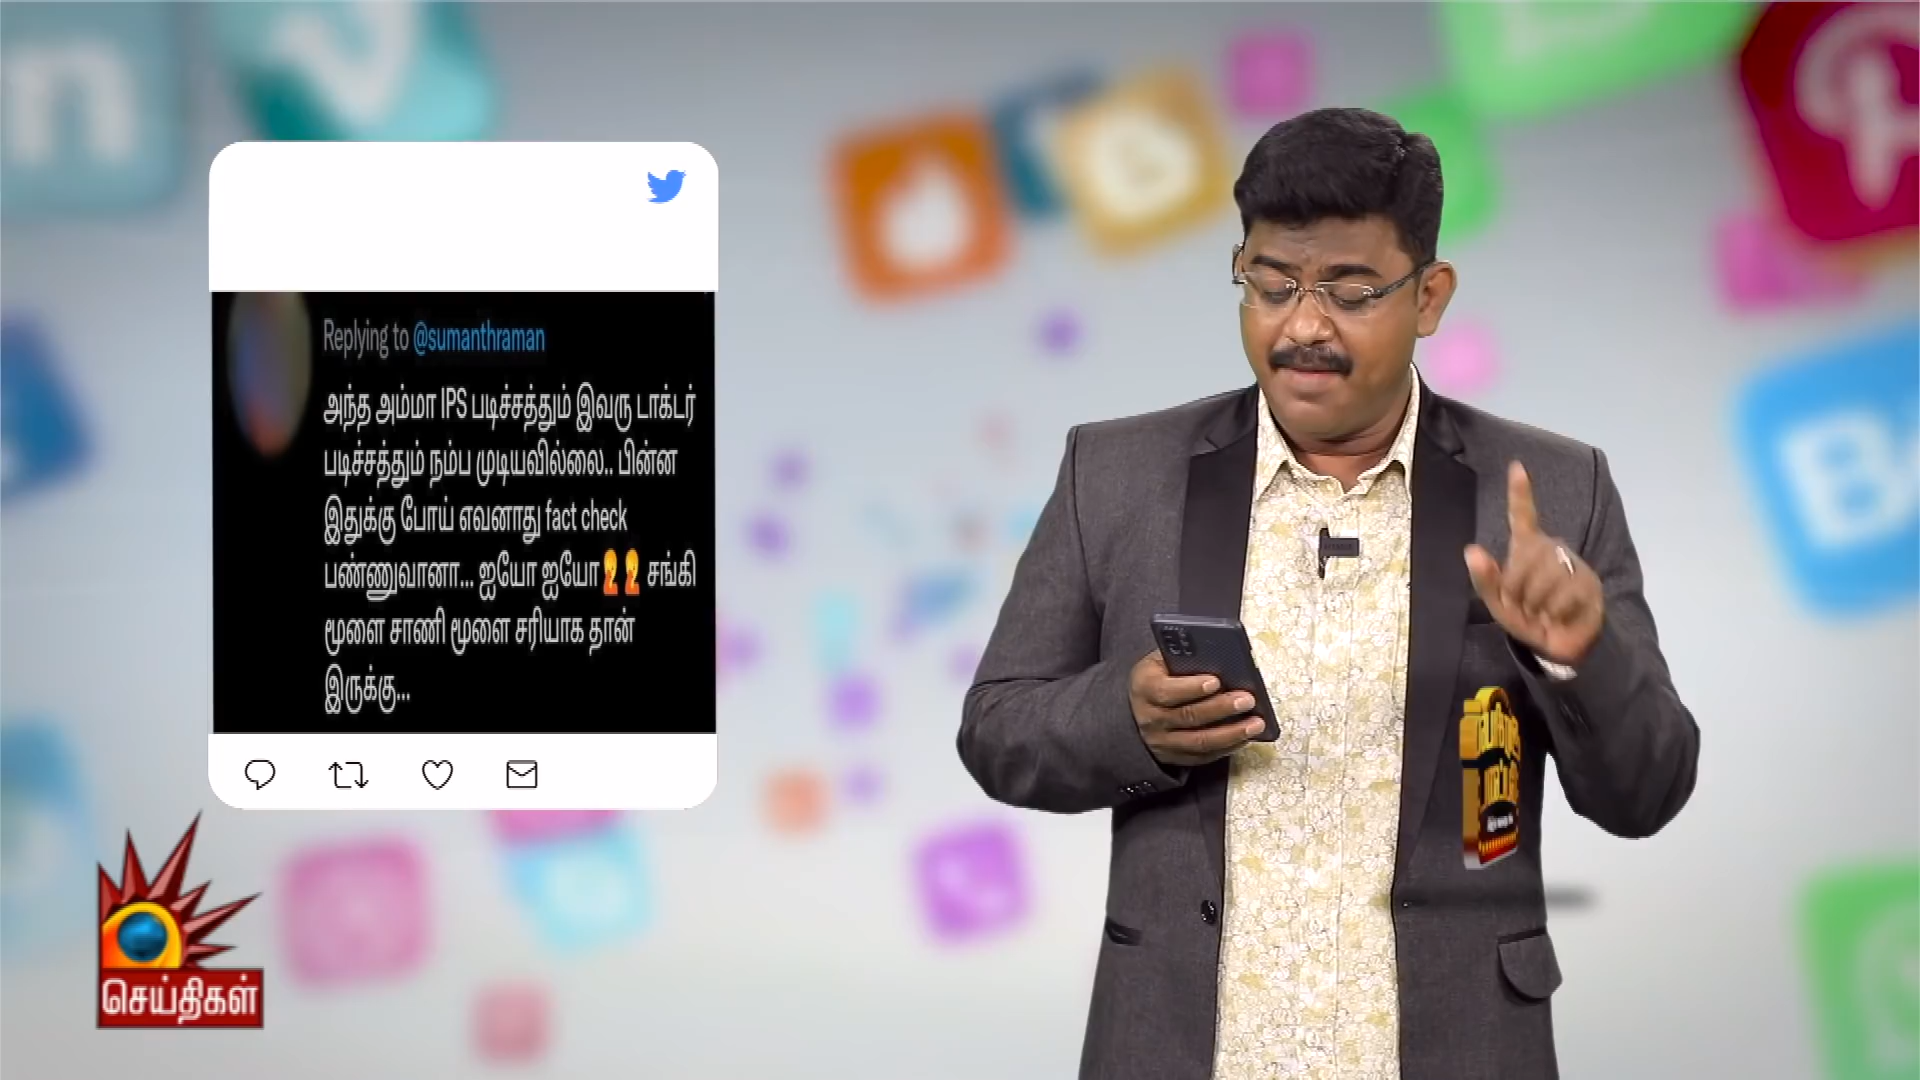 Replying to @sumanthraman
அந்த அம்மா IPS படிச்சத்தும் இவரு டாக்டர்
படிச்சத்தும் நம்ப முடியவில்லை.. பின்ன
இதுக்கு போய் எவனாது fact check
பண்ணுவானா... ஐயோ ஐயோ🤦🤦 சங்கி
மூளை சாணி மூளை சரியாக தான்
இருக்கு...
செய்திகள்